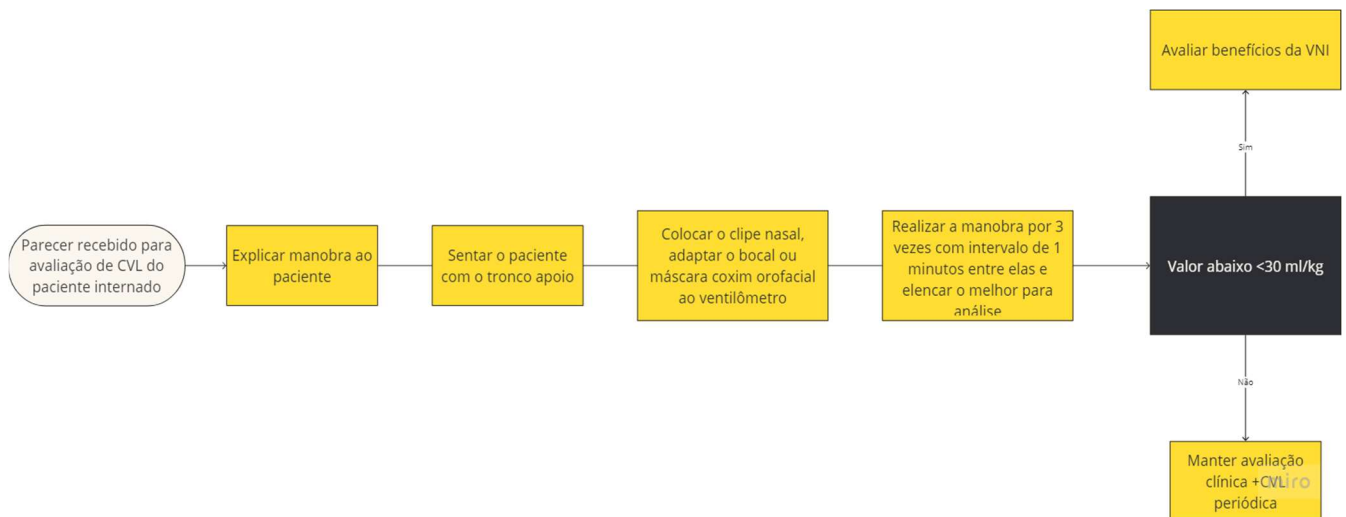 Avaliar benefícios da VNI
Sim
Parecer recebido para
avaliação de CVL do
paciente internado
Explicar manobra ao
paciente
Sentar o paciente
com o tronco apoio
Colocar o clipe nasal,
adaptar o bocal ou
máscara coxim orofacial
ao ventilômetro
Realizar a manobra por 3
vezes com intervalo de 1
minutos entre elas e
elencar o melhor para
análise
Valor abaixo <30 ml/kg
Não
Manter avaliação
clínica +CVL
periódica
miro